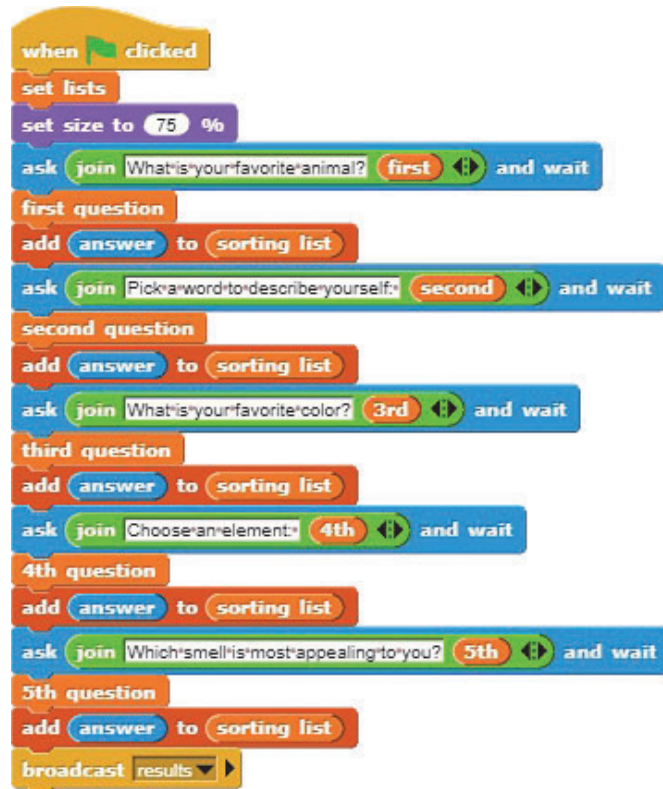 when clicked
set lists
set size to 75 %
ask join What is your favorite animal? first and wait
first question
add answer to sorting list
ask join Pick a word to describe yourself: second and wait
second question
add answer to sorting list
ask join What is your favorite color? 3rd and wait
third question
add answer to sorting list
ask join Choose an element: 4th and wait
4th question
add answer to sorting list
ask join Which smell is most appealing to you? 5th and wait
5th question
add answer to sorting list
broadcast results